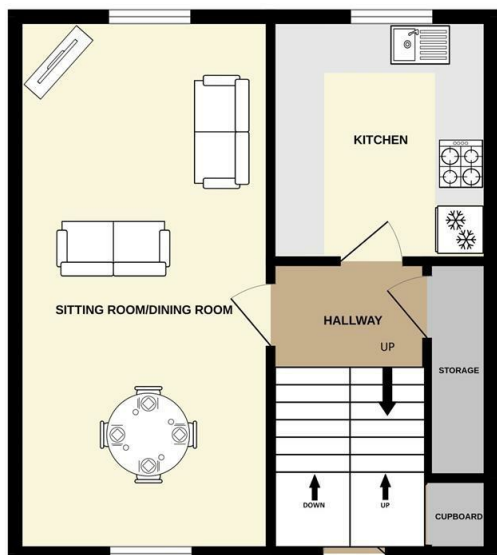 KITCHEN
SITTING ROOM/DINING ROOM
HALLWAY
UP
STORAGE
DOWN
UP
CUPBOARD